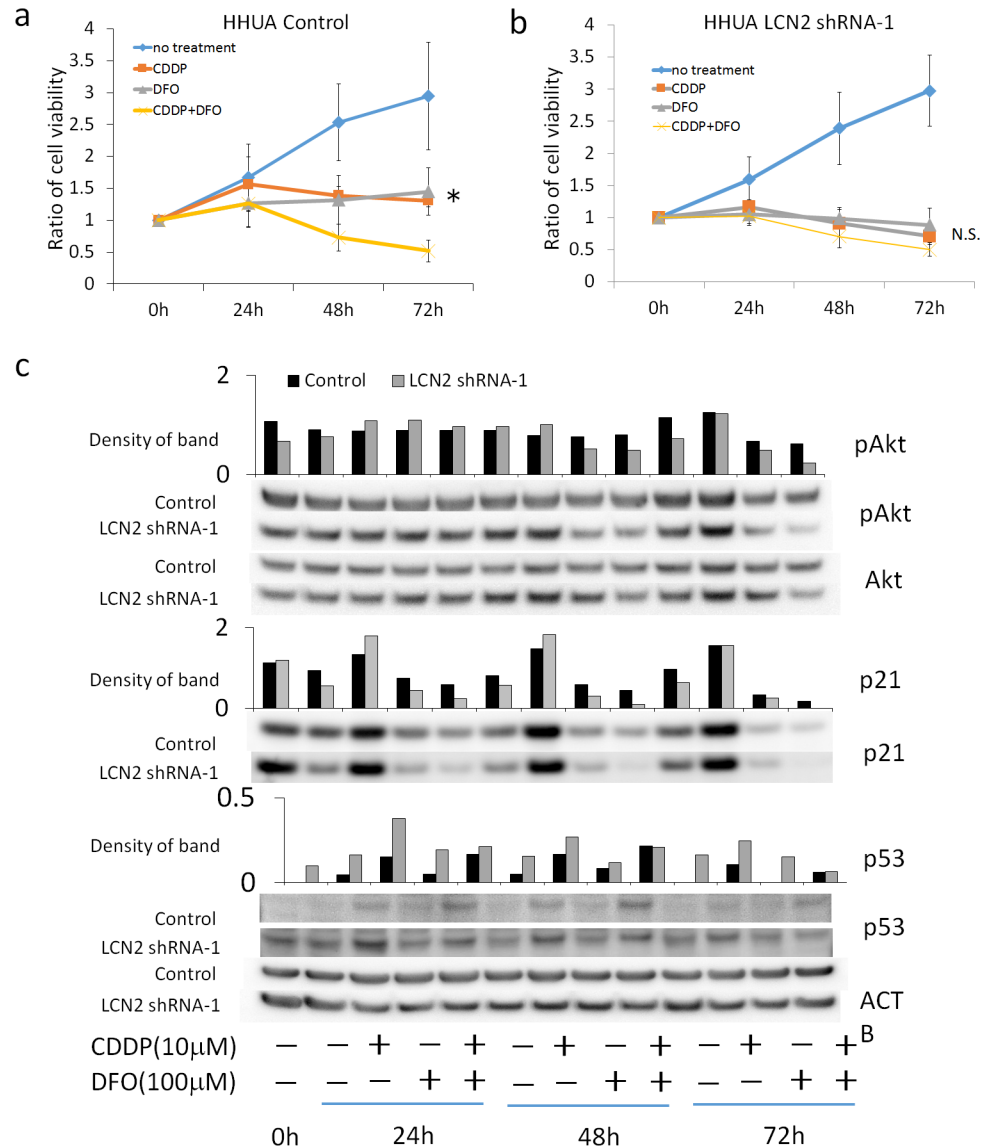 a
HHUA Control
Ratio of cell viability
4
3.5
3
2.5
2
1.5
1
0.5
0
no treatment
CDDP
DFO
CDDP+DFO
*
0h 24h 48h 72h
b
HHUA LCN2 shRNA-1
Ratio of cell viability
4
3.5
3
2.5
2
1.5
1
0.5
0
no treatment
CDDP
DFO
CDDP+DFO
N.S.
0h 24h 48h 72h
c
2
Control LCN2 shRNA-1
Density of band
pAkt
0
Control
pAkt
LCN2 shRNA-1
Control
Akt
LCN2 shRNA-1
2
Density of band
p21
0
Control
p21
LCN2 shRNA-1
0.5
Density of band
p53
0
Control
p53
LCN2 shRNA-1
Control
LCN2 shRNA-1
ACT
B
CDDP(10μM) − − + − + − + − + − + − +
DFO(100μM) − − − + + − − + + − − + +
0h 24h 48h 72h